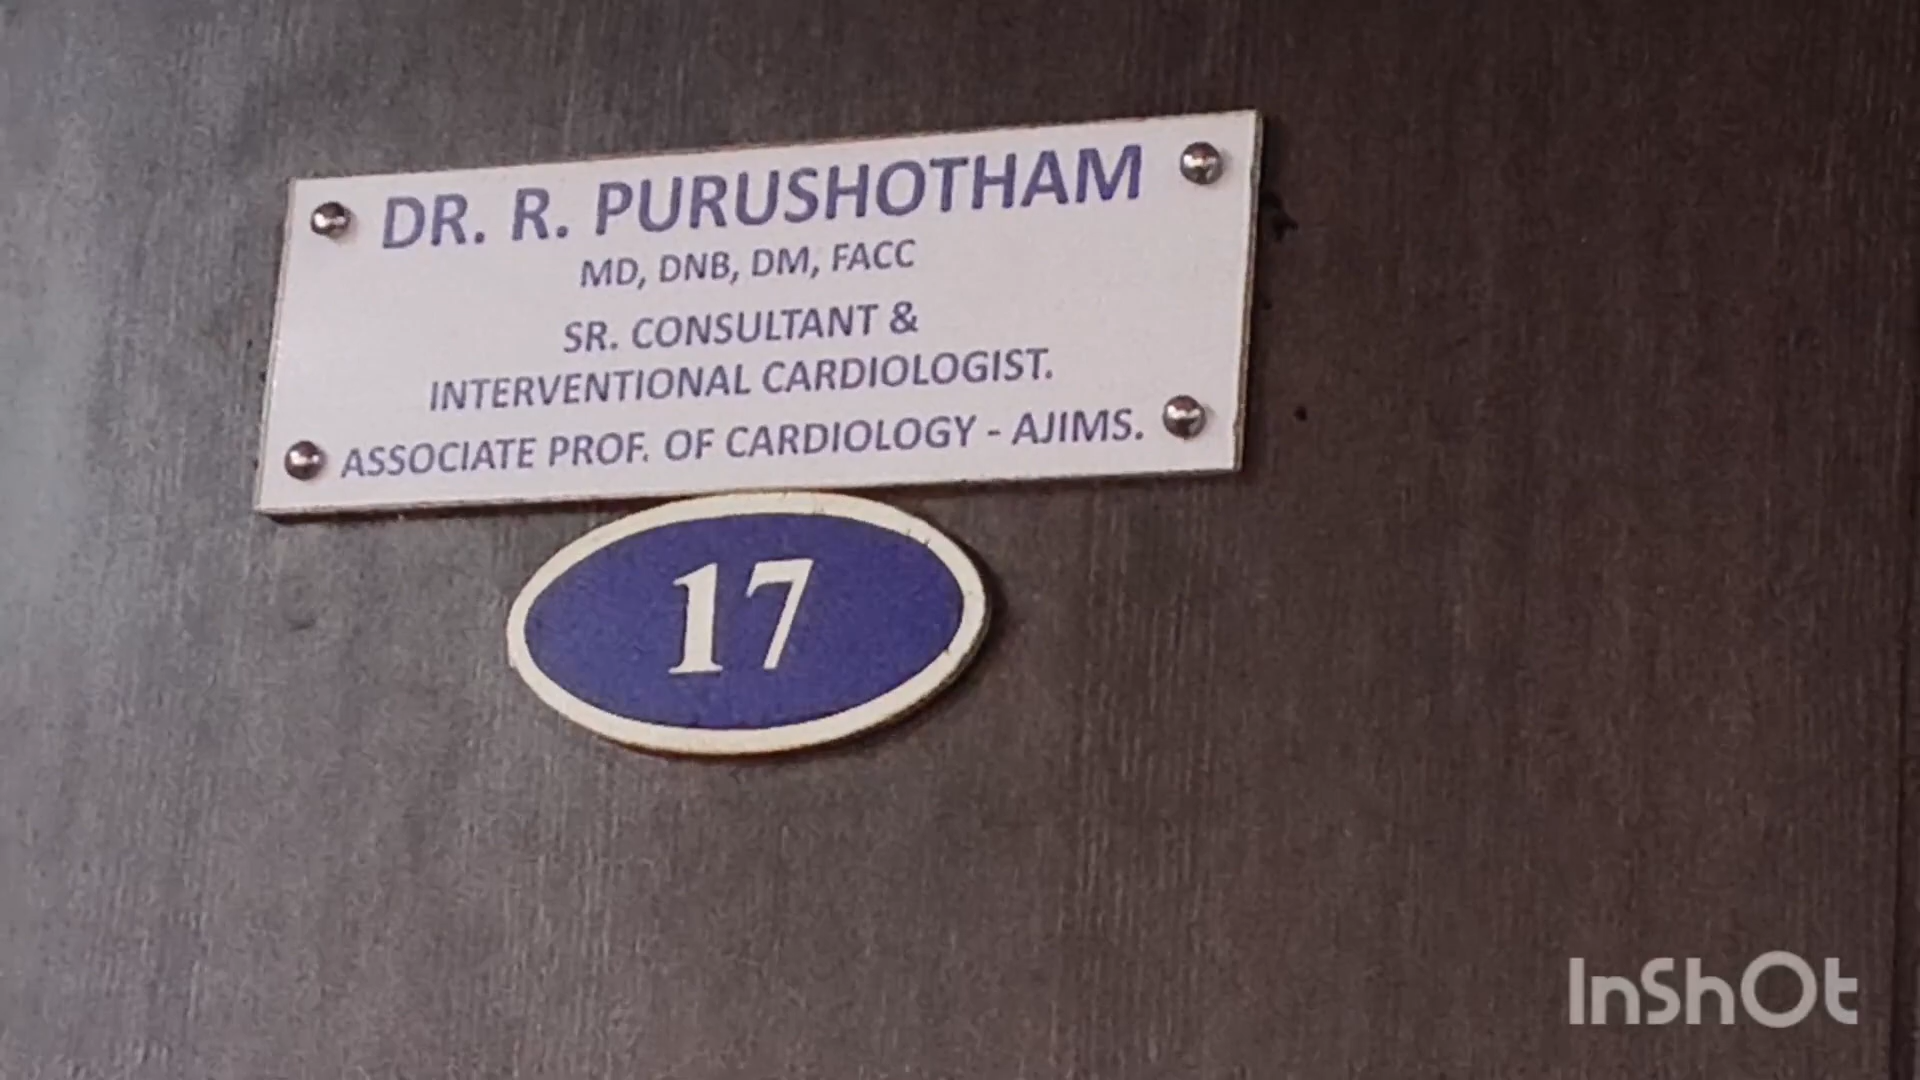 DR. R. PURUSHOTHAM
MD, DNB, DM, FACC
SR. CONSULTANT &
INTERVENTIONAL CARDIOLOGIST.
ASSOCIATE PROF. OF CARDIOLOGY - AJIMS.
17
InShOt